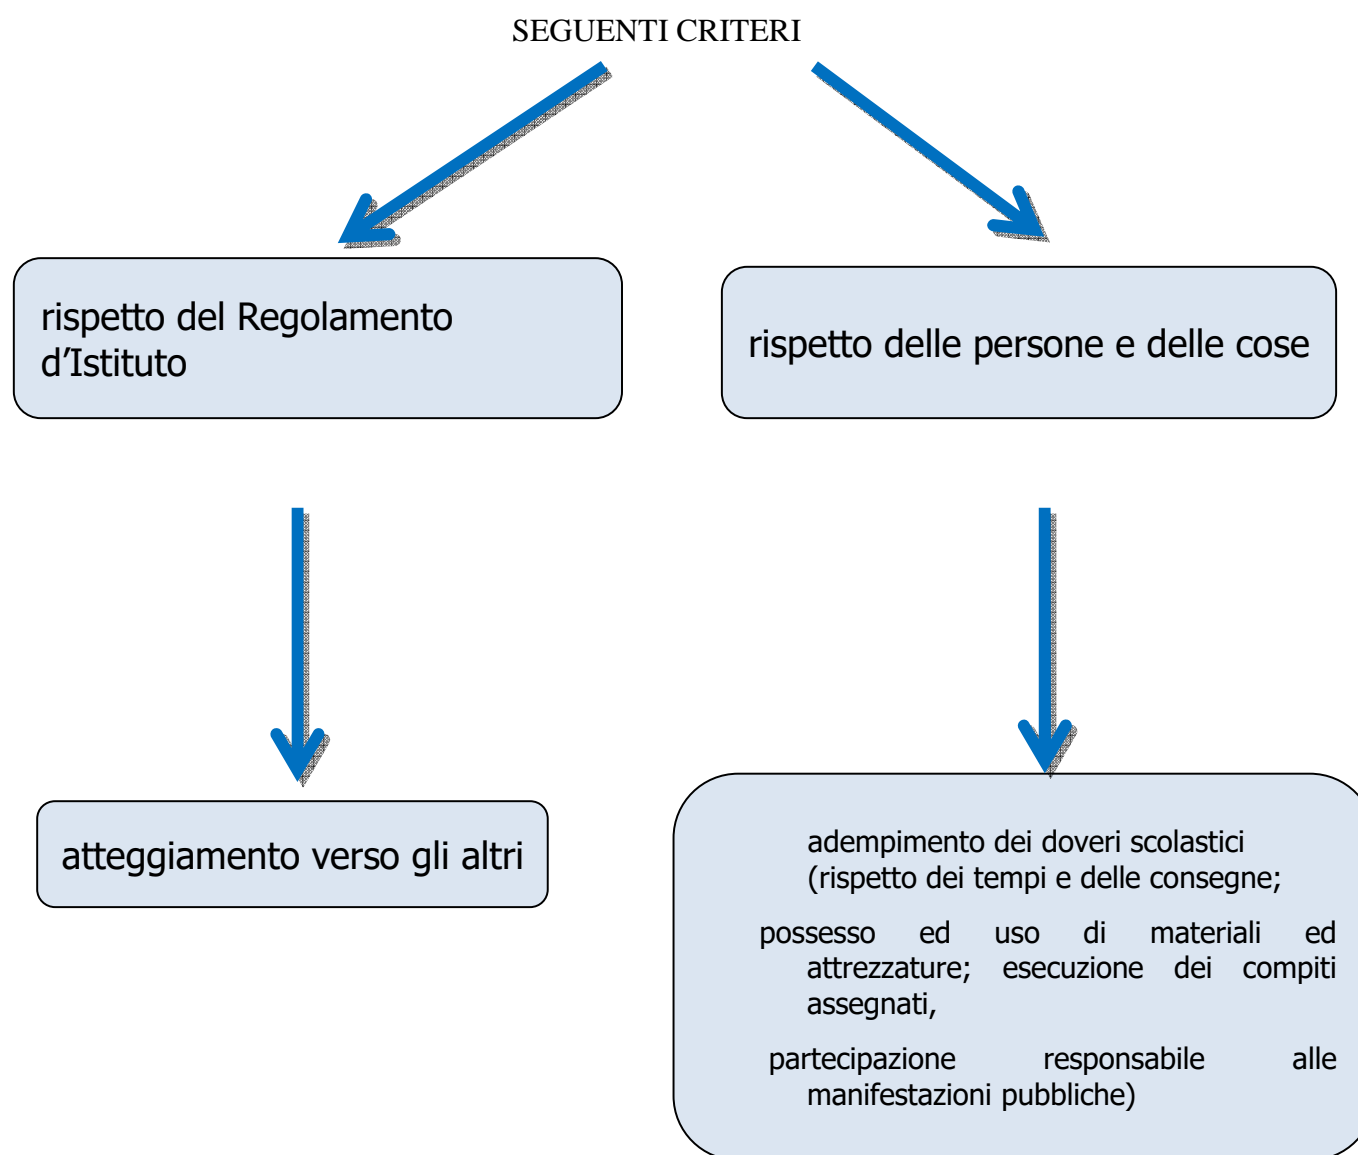 SEGUENTI CRITERI
rispetto del Regolamento
d’Istituto
rispetto delle persone e delle cose
atteggiamento verso gli altri
adempimento dei doveri scolastici
(rispetto dei tempi e delle consegne;
possesso ed uso di materiali ed
attrezzature; esecuzione dei compiti
assegnati,
partecipazione responsabile alle
manifestazioni pubbliche)